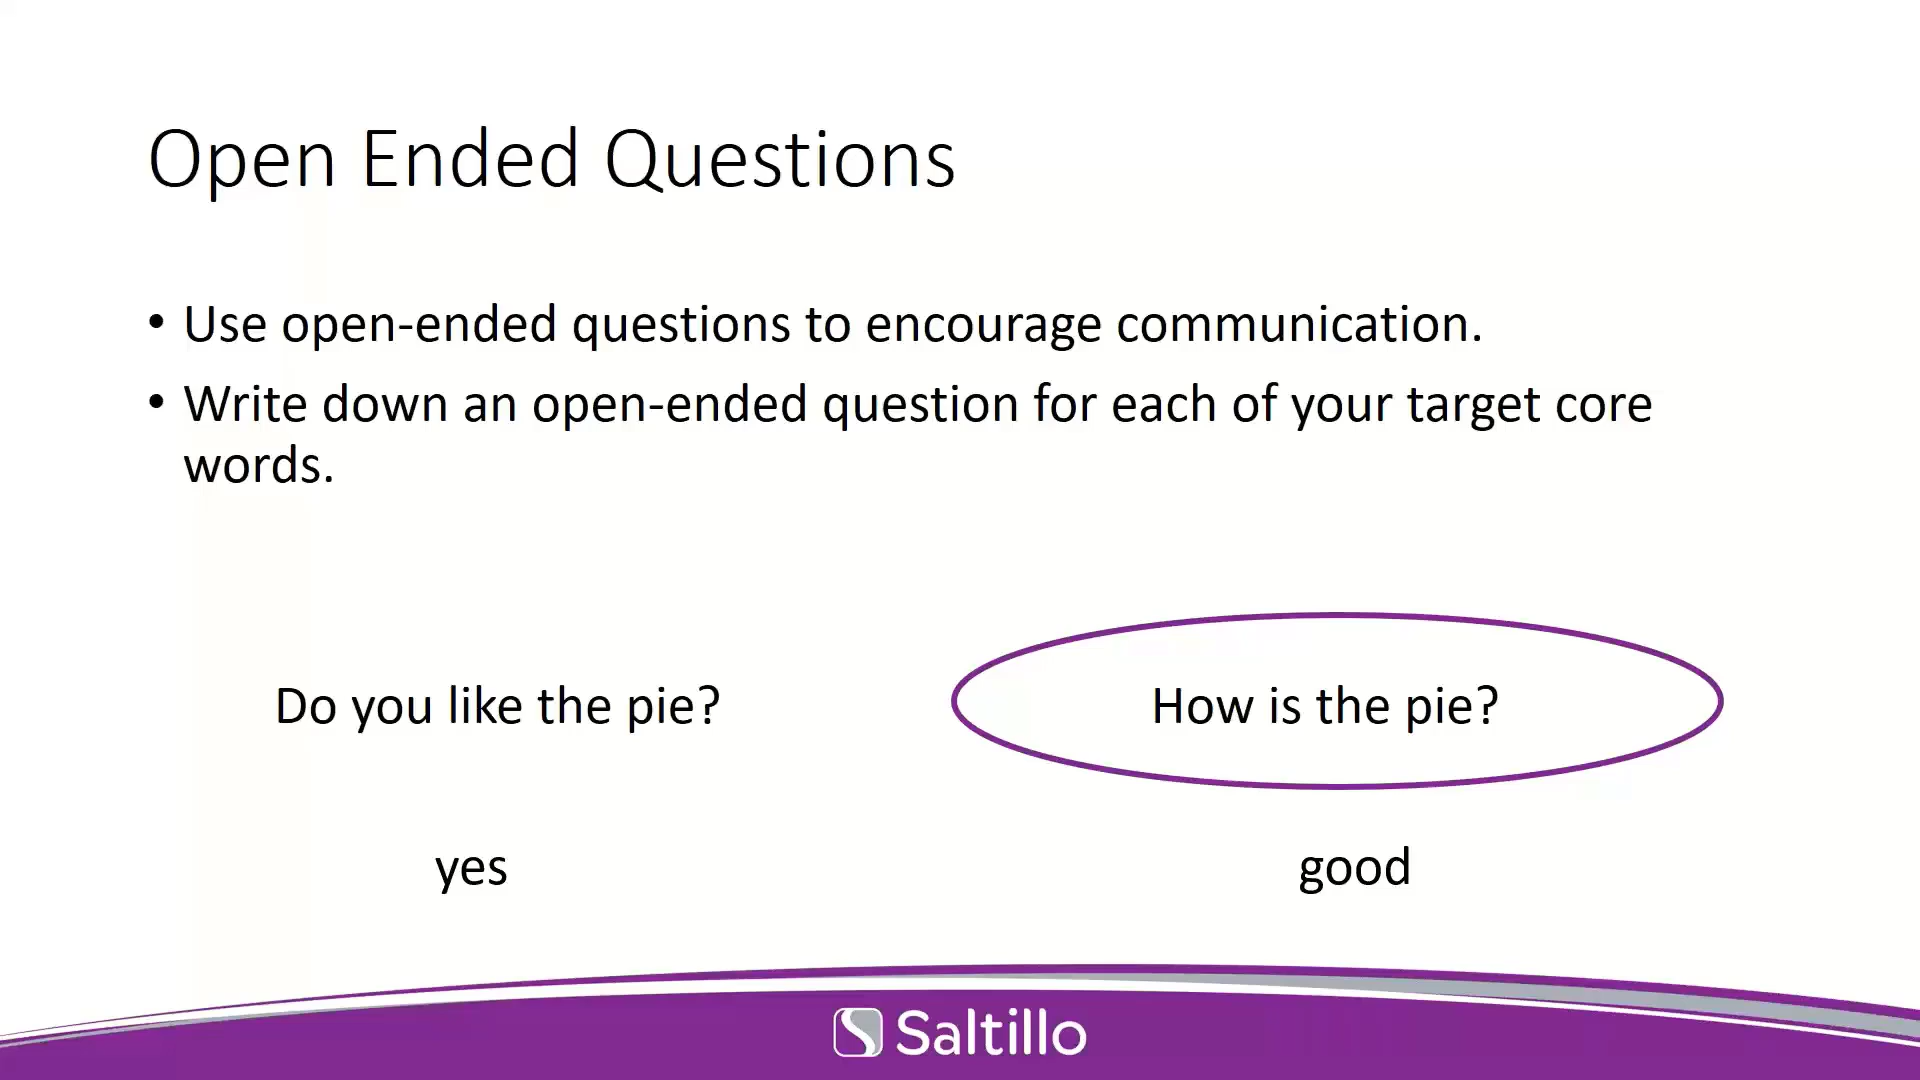 Open Ended Questions
• Use open-ended questions to encourage communication.
• Write down an open-ended question for each of your target core
words.
Do you like the pie?
How is the pie?
yes
good
Saltillo